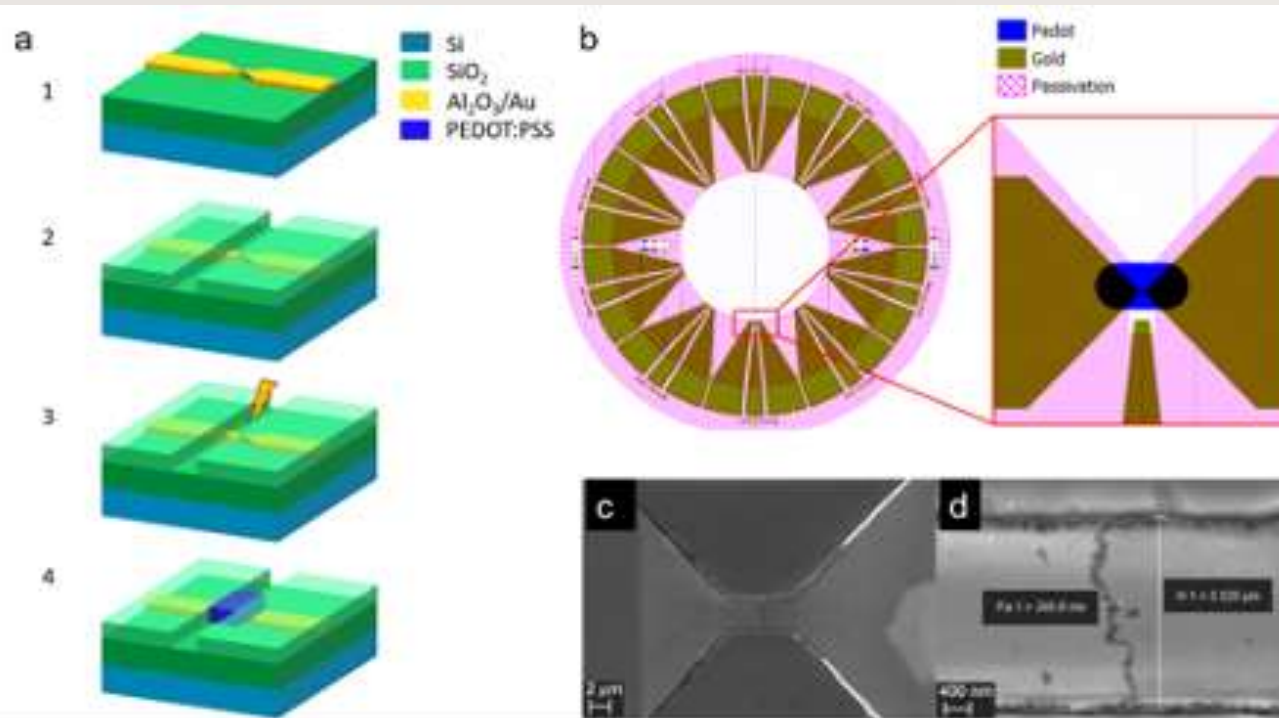 a
Si
SiO2
Al2O3/Au
PEDOT:PSS
1
2
3
4
b
Pedot
Gold
Passivation
c
2 μm
d
400 nm